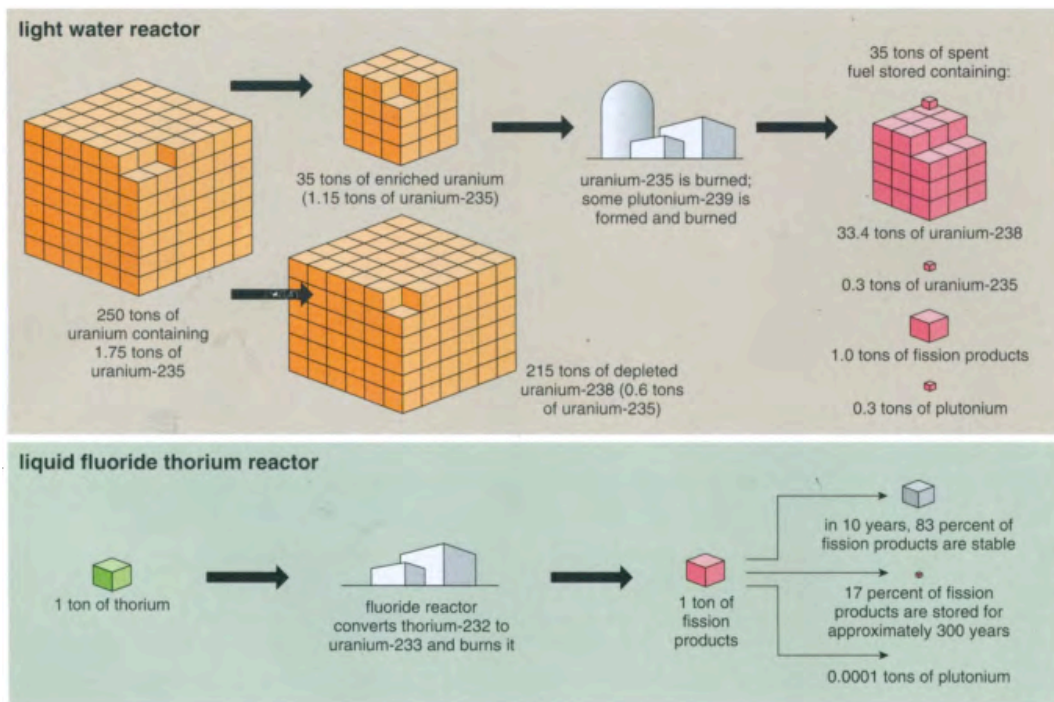 light water reactor
250 tons of
uranium containing
1.75 tons of
uranium-235
35 tons of enriched uranium
(1.15 tons of uranium-235)
215 tons of depleted
uranium-238 (0.6 tons
of uranium-235)
uranium-235 is burned;
some plutonium-239 is
formed and burned
35 tons of spent
fuel stored containing:
33.4 tons of uranium-238
0.3 tons of uranium-235
1.0 tons of fission products
0.3 tons of plutonium
liquid fluoride thorium reactor
1 ton of thorium
fluoride reactor
converts thorium-232 to
uranium-233 and burns it
1 ton of
fission
products
in 10 years, 83 percent of
fission products are stable
17 percent of fission
products are stored for
approximately 300 years
0.0001 tons of plutonium